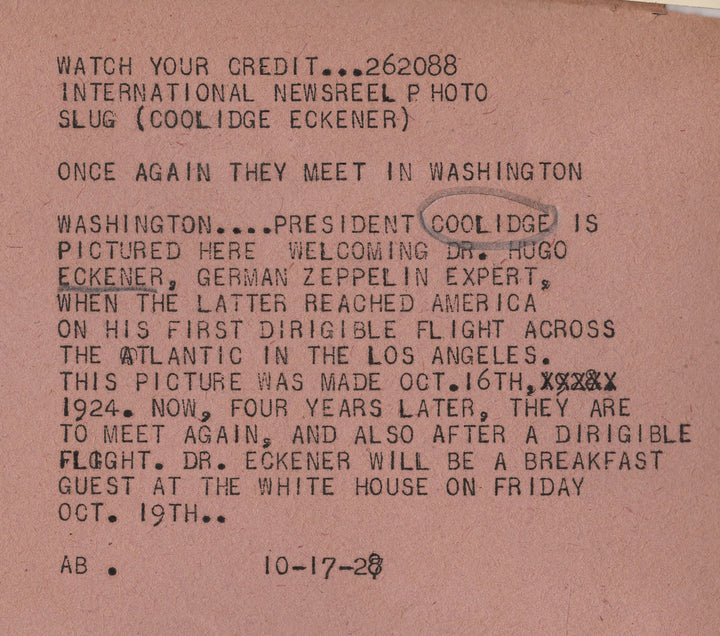 WATCH YOUR CREDIT...262088
INTERNATIONAL NEWSREEL P HOTO
SLUG (COOLIDGE ECKENER)
ONCE AGAIN THEY MEET IN WASHINGTON
WASHINGTON....PRESIDENT COOLIDGE IS
PICTURED HERE WELCOMING DR. HUGO
ECKENER, GERMAN ZEPPELIN EXPERT,
WHEN THE LATTER REACHED AMERICA
ON HIS FIRST DIRIGIBLE FLIGHT ACROSS
THE ATLANTIC IN THE LOS ANGELES.
THIS PICTURE WAS MADE OCT.16TH,
1924. NOW, FOUR YEARS LATER, THEY ARE
TO MEET AGAIN, AND ALSO AFTER A DIRIGIBLE
FLIGHT. DR. ECKENER WILL BE A BREAKFAST
GUEST AT THE WHITE HOUSE ON FRIDAY
OCT. 19TH..
AB . 10-17-28